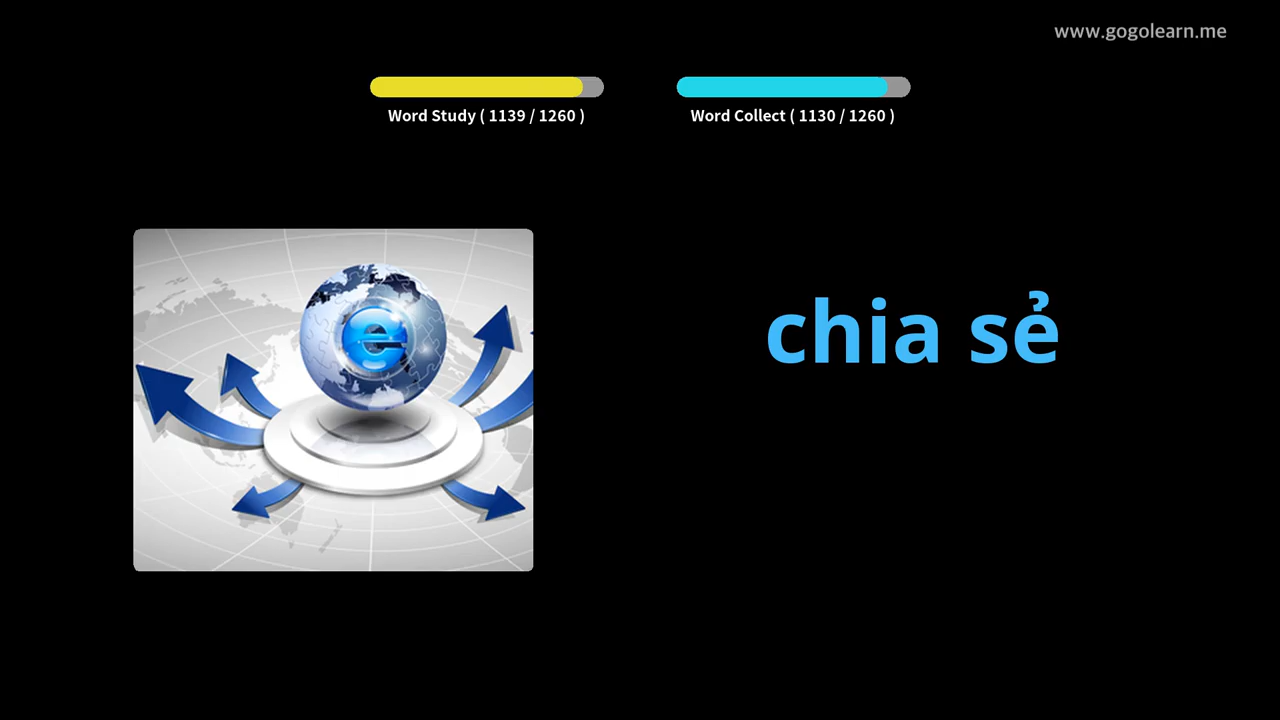 www.gogolearn.me
Word Study ( 1139 / 1260 )
Word Collect ( 1130 / 1260 )
e
chia sẻ